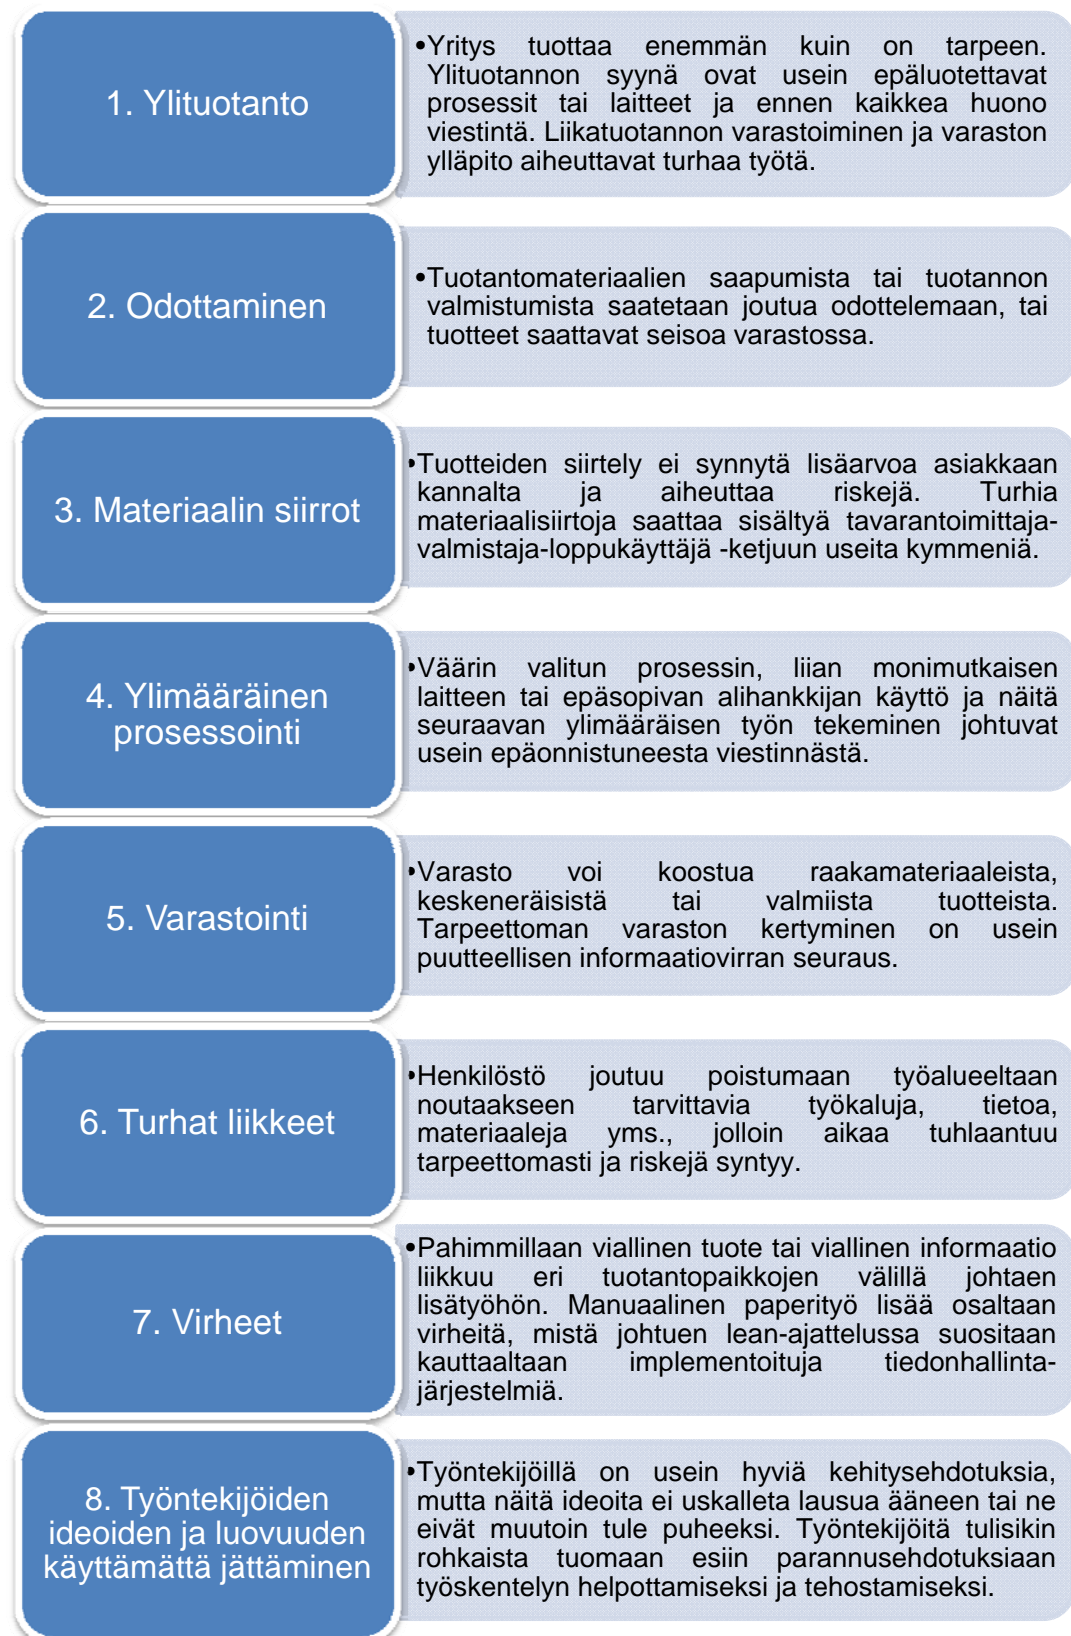 1. Ylituotanto
•Yritys tuottaa enemmän kuin on tarpeen.
Ylituotannon syynä ovat usein epäluotettavat
prosessit tai laitteet ja ennen kaikkea huono
viestintä. Liikatuotannon varastoiminen ja varaston
ylläpito aiheuttavat turhaa työtä.
2. Odottaminen
•Tuotantomateriaalien saapumista tai tuotannon
valmistumista saatetaan joutua odottelemaan, tai
tuotteet saattavat seisoa varastossa.
3. Materiaalin siirrot
•Tuotteiden siirtely ei synnytä lisäarvoa asiakkaan
kannalta ja aiheuttaa riskejä. Turhia
materiaalisiirtoja saattaa sisältyä tavarantoimittaja-
valmistaja-loppukäyttäjä -ketjuun useita kymmeniä.
4. Ylimääräinen
prosessointi
•Väärin valitun prosessin, liian monimutkaisen
laitteen tai epäsopivan alihankkijan käyttö ja näitä
seuraavan ylimääräisen työn tekeminen johtuvat
usein epäonnistuneesta viestinnästä.
5. Varastointi
•Varasto voi koostua raakamateriaaleista,
keskeneräisistä tai valmiista tuotteista.
Tarpeettoman varaston kertyminen on usein
puutteellisen informaatiovirran seuraus.
6. Turhat liikkeet
•Henkilöstö joutuu poistumaan työalueeltaan
noutaakseen tarvittavia työkaluja, tietoa,
materiaaleja yms., jolloin aikaa tuhlaantuu
tarpeettomasti ja riskejä syntyy.
7. Virheet
•Pahimmillaan viallinen tuote tai viallinen informaatio
liikkuu eri tuotantopaikkojen välillä johtaen
lisätyöhön. Manuaalinen paperityö lisää osaltaan
virheitä, mistä johtuen lean-ajattelussa suositaan
kauttaaltaan implementoituja tiedonhallinta-
järjestelmiä.
8. Työntekijöiden
ideoiden ja luovuuden
käyttämättä jättäminen
•Työntekijöillä on usein hyviä kehitysehdotuksia,
mutta näitä ideoita ei uskalleta lausua ääneen tai ne
eivät muutoin tule puheeksi. Työntekijöitä tulisikin
rohkaista tuomaan esiin parannusehdotuksiaan
työskentelyn helpottamiseksi ja tehostamiseksi.